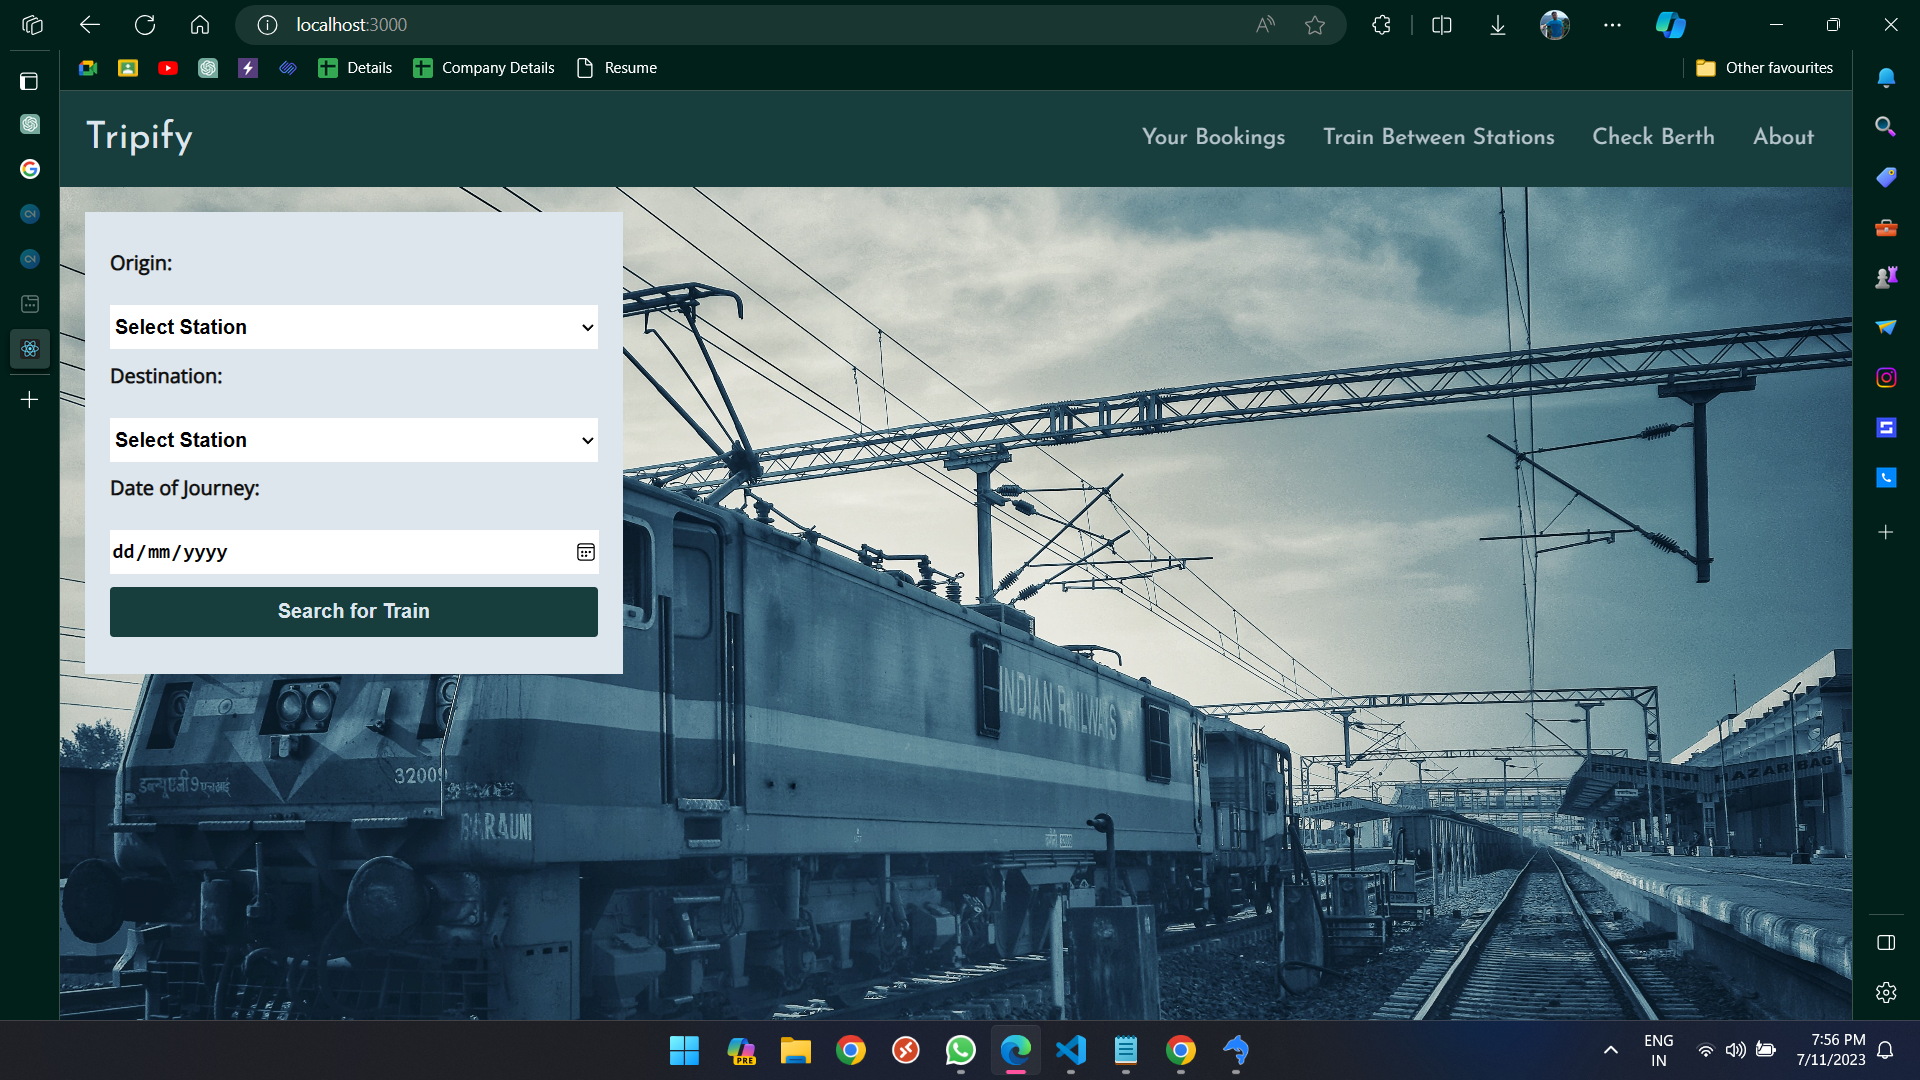 localhost:3000
Details
Company Details
Resume
Other favourites
Tripify
Your Bookings
Train Between Stations
Check Berth
About
Origin:
Select Station
Destination:
Select Station
Date of Journey:
dd/mm/yyyy
Search for Train
INDIAN RAILWAYS
32009
BARAUNI
HAZARIBAG
PRE
ENG
IN
7:56 PM
7/11/2023